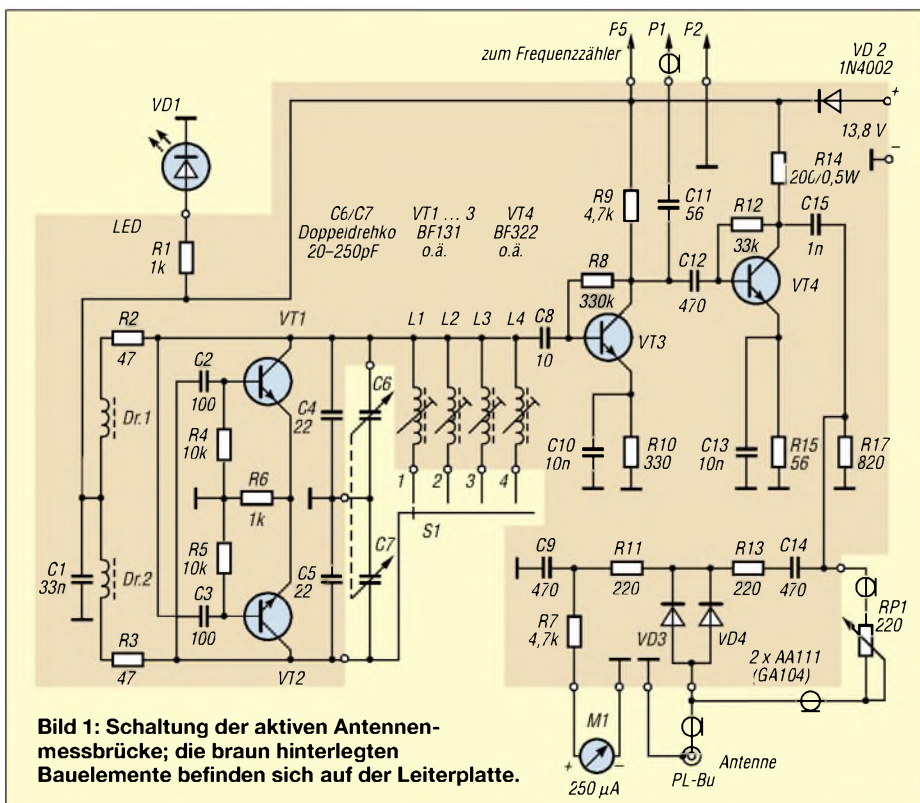 P5
P1
P2
zum Frequenzzähler
VD 2
1N4002
+
13,8 V
–
VD1
LED
R1
1k
C6/C7
Doppeldrehko
20–250pF
VT1 ... 3
BF131
o.ä.
VT4
BF322
o.ä.
R9
4,7k
C11
56
R14
200/0,5W
R12
33k
C15
1n
R8
330k
C12
470
VT4
R2
47
VT1
L1
L2
L3
L4
C8
10
VT3
C2
100
C4
22
C6
Dr.1
R4
10k
R6
1k
C10
10n
R10
330
C13
10n
R15
56
R17
820
1
2
3
4
S1
R5
10k
C7
C1
33n
Dr.2
C3
100
C5
22
C9
470
R11
220
R13
220
C14
470
RP1
220
R3
47
VT2
R7
4,7k
VD3
VD4
2 x AA111
(GA104)
M1
+
–
250 µA
PL-Bu
Antenne
Bild 1: Schaltung der aktiven Antennen-
messbrücke; die braun hinterlegten
Bauelemente befinden sich auf der Leiterplatte.